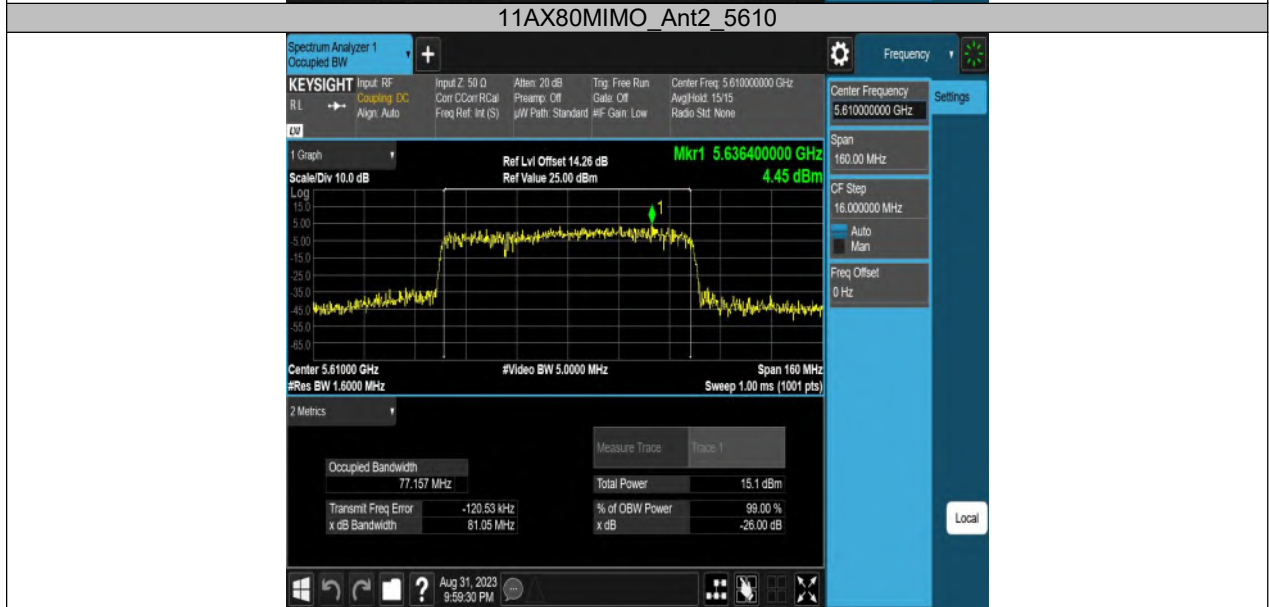 11AX80MIMO_Ant2_5610
Spectrum Analyzer 1
Occupied BW
+
Frequency
KEYSIGHT Input: RF
Coupling: DC
Align: Auto
RL
LXI
Input Z: 50 Ω
Corr CCorr RCal
Freq Ref: Int (S)
Atten: 20 dB
Preamp: Off
µW Path: Standard
Trig: Free Run
Gate: Off
#IF Gain: Low
Center Freq: 5.610000000 GHz
Avg|Hold: 15/15
Radio Std: None
Center Frequency
5.610000000 GHz
Settings
Span
160.00 MHz
CF Step
16.000000 MHz
Auto
Man
Freq Offset
0 Hz
1 Graph
Scale/Div 10.0 dB
Ref Lvl Offset 14.26 dB
Ref Value 25.00 dBm
Mkr1 5.636400000 GHz
4.45 dBm
Log
15.0
5.00
-5.00
-15.0
-25.0
-35.0
-45.0
-55.0
-65.0
1
Center 5.61000 GHz
#Res BW 1.6000 MHz
#Video BW 5.0000 MHz
Span 160 MHz
Sweep 1.00 ms (1001 pts)
2 Metrics
Measure Trace Trace 1
Occupied Bandwidth
77.157 MHz
Total Power 15.1 dBm
Transmit Freq Error -120.53 kHz
% of OBW Power 99.00 %
x dB Bandwidth 81.05 MHz
x dB -26.00 dB
Local
?
Aug 31, 2023
9:59:30 PM